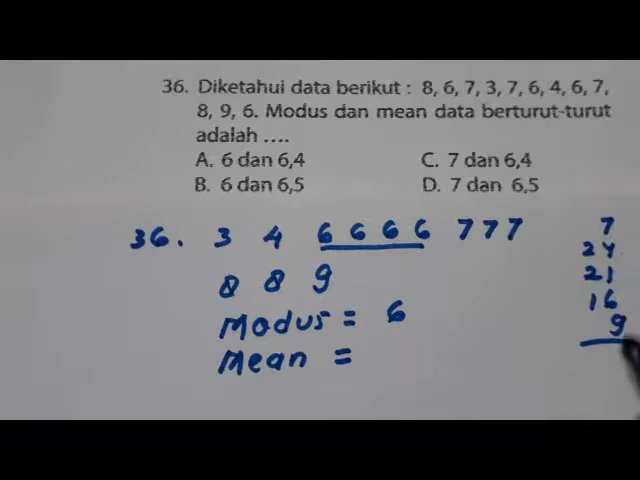 36. Diketahui data berikut : 8, 6, 7, 3, 7, 6, 4, 6, 7,
8, 9, 6. Modus dan mean data berturut-turut
adalah ....
A. 6 dan 6,4
C. 7 dan 6,4
B. 6 dan 6,5
D. 7 dan 6,5
36. 3 4 6 6 6 6 7 7 7
8 8 9
Modus = 6
Mean =
7
24
21
16
9